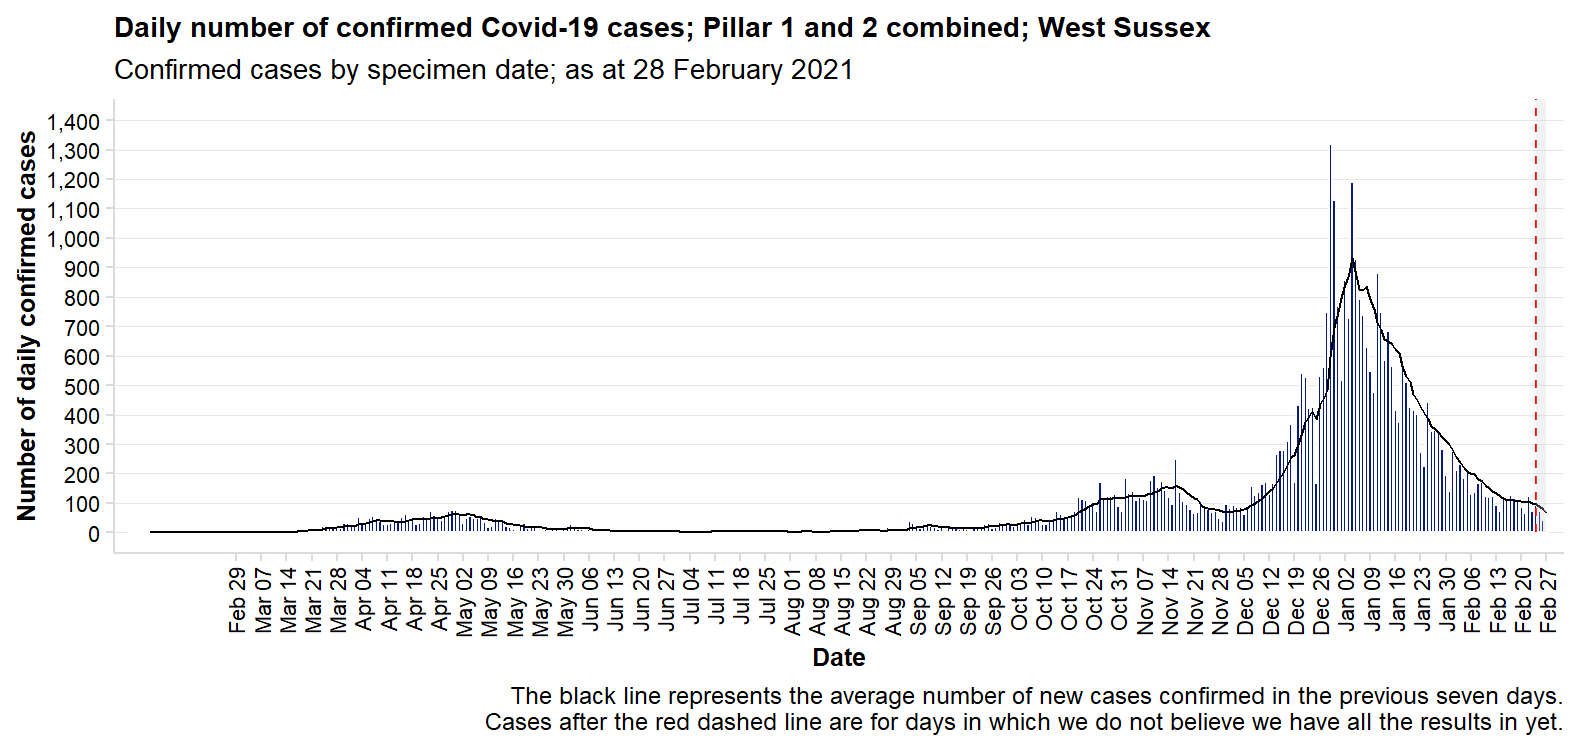 Daily number of confirmed Covid-19 cases; Pillar 1 and 2 combined; West Sussex
Confirmed cases by specimen date; as at 28 February 2021
Number of daily confirmed cases
1,400
1,300
1,200
1,100
1,000
900
800
700
600
500
400
300
200
100
0
Feb 29
Mar 07
Mar 14
Mar 21
Mar 28
Apr 04
Apr 11
Apr 18
Apr 25
May 02
May 09
May 16
May 23
May 30
Jun 06
Jun 13
Jun 20
Jun 27
Jul 04
Jul 11
Jul 18
Jul 25
Aug 01
Aug 08
Aug 15
Aug 22
Aug 29
Sep 05
Sep 12
Sep 19
Sep 26
Oct 03
Oct 10
Oct 17
Oct 24
Oct 31
Nov 07
Nov 14
Nov 21
Nov 28
Dec 05
Dec 12
Dec 19
Dec 26
Jan 02
Jan 09
Jan 16
Jan 23
Jan 30
Feb 06
Feb 13
Feb 20
Feb 27
Date
The black line represents the average number of new cases confirmed in the previous seven days.
Cases after the red dashed line are for days in which we do not believe we have all the results in yet.